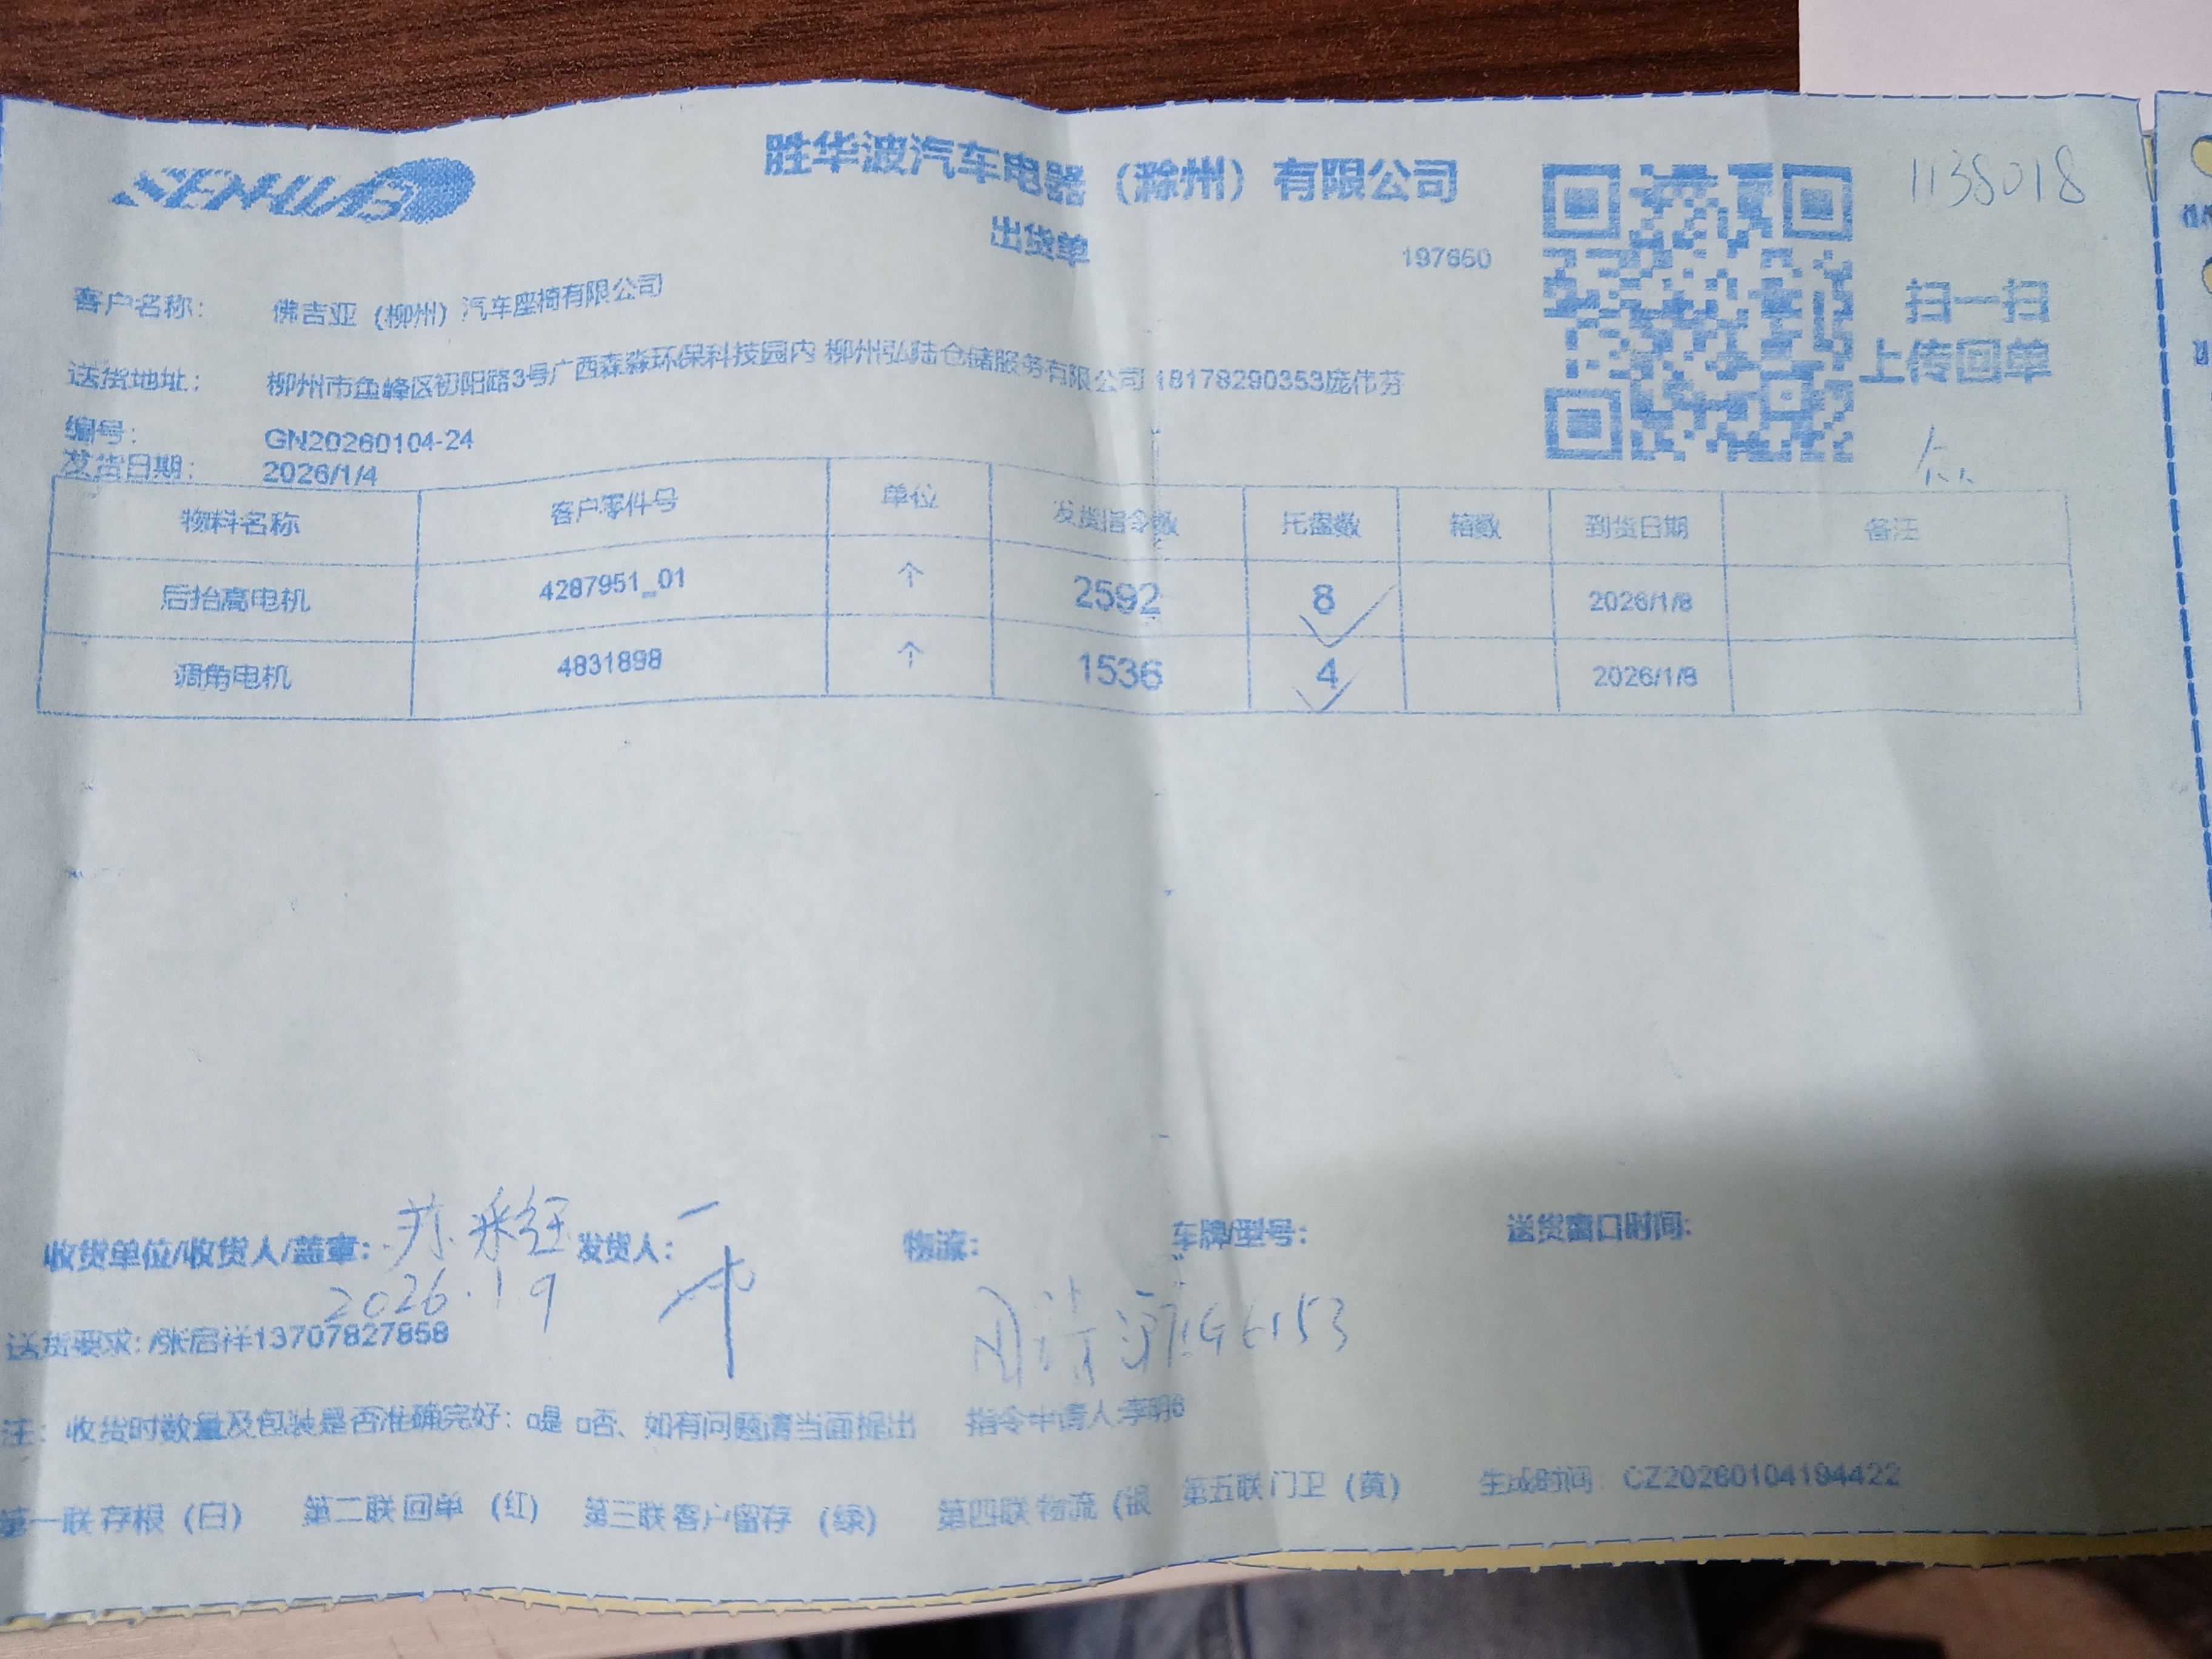 SENHUAB
胜华波汽车电器（滁州）有限公司
1138018
出货单
197650
扫一扫
上传回单
客户名称： 佛吉亚（柳州）汽车座椅有限公司
送货地址： 柳州市鱼峰区初阳路3号广西森淼环保科技园内 柳州弘陆仓储服务有限公司 18178290353庞伟芬
编号： GN20260104-24
发货日期： 2026/1/4
物料名称 客户零件号 单位 发货指令数 托盘数 箱数 到货日期 备注
后抬高电机 4287951_01 个 2592 8 2026/1/8
调角电机 4831898 个 1536 4 2026/1/8
收货单位/收货人/盖章： 发货人： 物流： 车牌/型号： 送货窗口时间:
2026.1.9
送货要求: /张启祥13707827858
注： 收货时数量及包装是否准确完好：□是 □否、如有问题请当面提出 指令申请人:李明6
第一联存根（白） 第二联回单（红） 第三联客户留存（绿） 第四联物流（银 第五联门卫（黄） 生成时间: CZ20260104194422